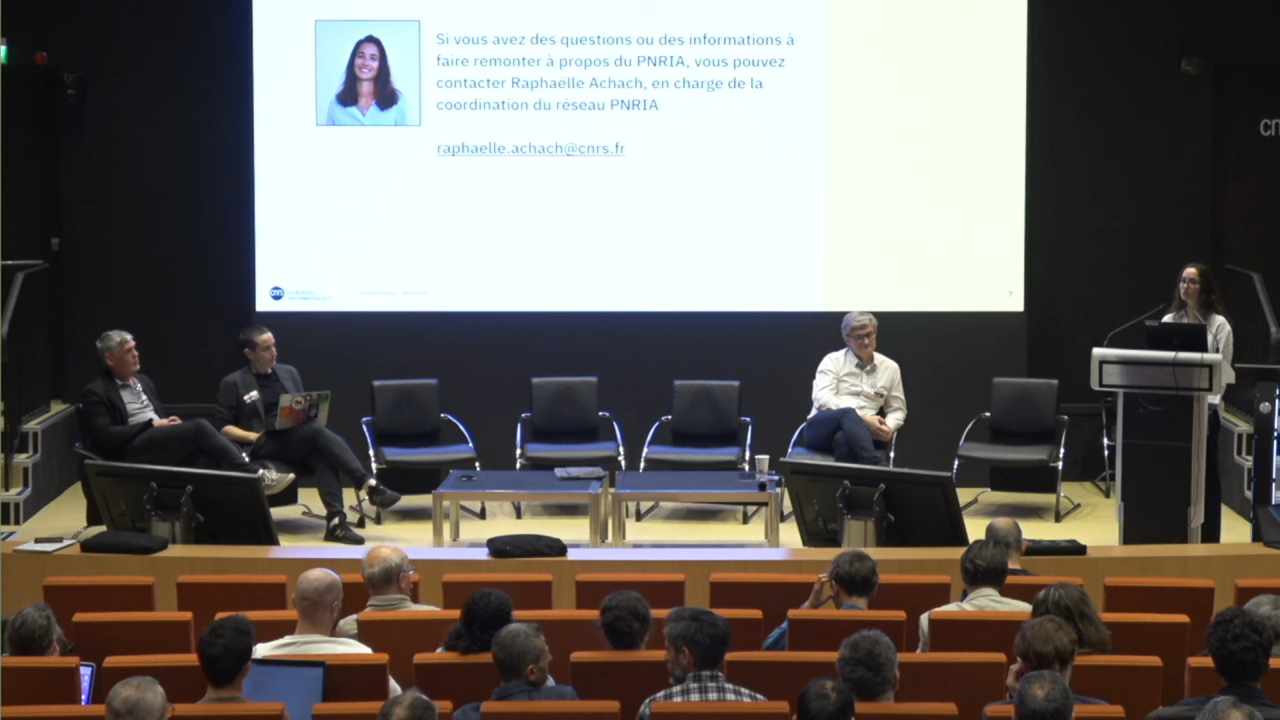 Si vous avez des questions ou des informations à
faire remonter à propos du PNRIA, vous pouvez
contacter Raphaëlle Achach, en charge de la
coordination du réseau PNRIA
raphaelle.achach@cnrs.fr
cnrs